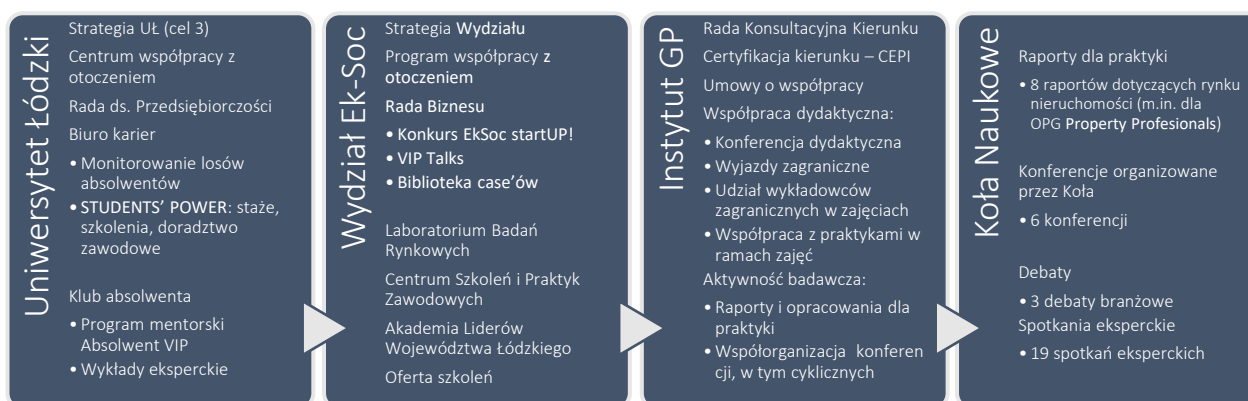 Uniwersytet Łódzki
Strategia UŁ (cel 3)
Centrum współpracy z
otoczeniem
Rada ds. Przedsiębiorczości
Biuro karier
• Monitorowanie losów
absolwentów
• STUDENTS’ POWER: staże,
szkolenia, doradztwo
zawodowe
Klub absolwenta
• Program mentorski
Absolwent VIP
• Wykłady eksperckie
Wydział Ek-Soc
Strategia Wydziału
Program współpracy z
otoczeniem
Rada Biznesu
• Konkurs EkSoc startUP!
• VIP Talks
• Biblioteka case’ów
Laboratorium Badań
Rynkowych
Centrum Szkoleń i Praktyk
Zawodowych
Akademia Liderów
Województwa Łódzkiego
Oferta szkoleń
Instytut GP
Rada Konsultacyjna Kierunku
Certyfikacja kierunku – CEPI
Umowy o współpracy
Współpraca dydaktyczna:
• Konferencja dydaktyczna
• Wyjazdy zagraniczne
• Udział wykładowców
zagranicznych w zajęciach
• Współpraca z praktykami w
ramach zajęć
Aktywność badawcza:
• Raporty i opracowania dla
praktyki
• Współorganizacja konferen
cji, w tym cyklicznych
Koła Naukowe
Raporty dla praktyki
• 8 raportów dotyczących rynku
nieruchomości (m.in. dla
OPG Property Profesionals)
Konferencje organizowane
przez Koła
• 6 konferencji
Debaty
• 3 debaty branżowe
Spotkania eksperckie
• 19 spotkań eksperckich